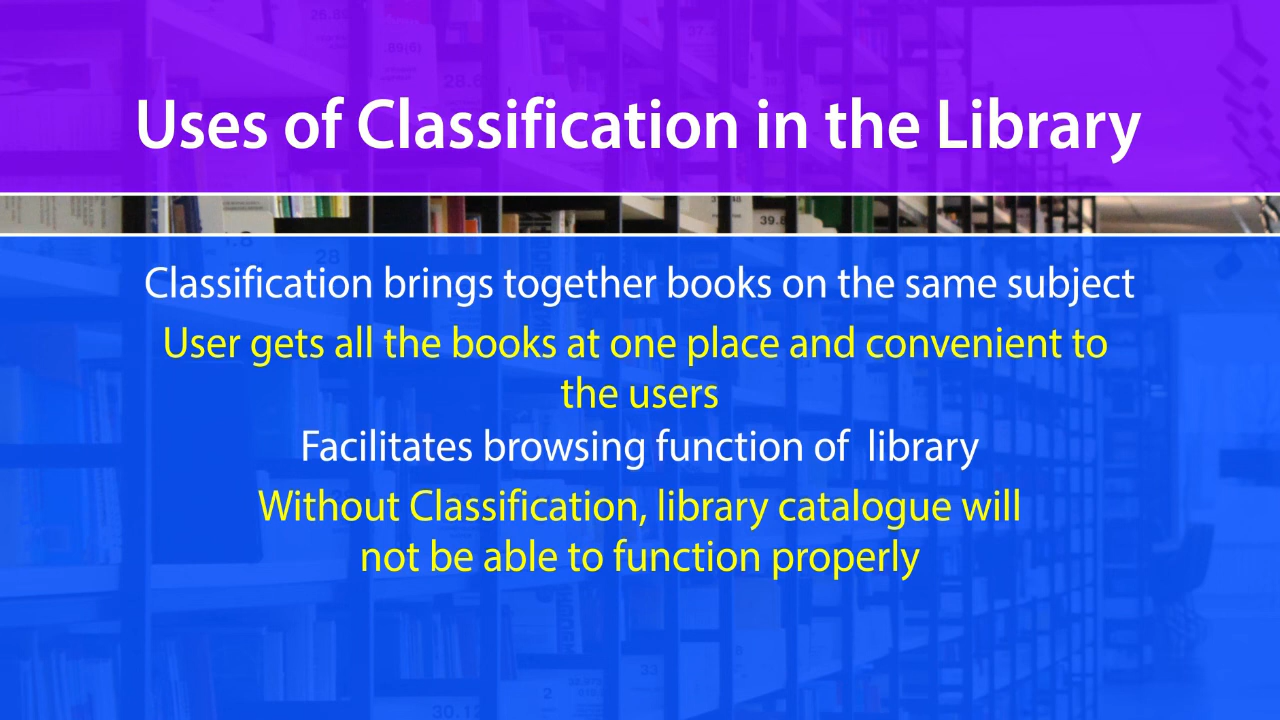 Uses of Classification in the Library
Classification brings together books on the same subject
User gets all the books at one place and convenient to
the users
Facilitates browsing function of  library
Without Classification, library catalogue will
not be able to function properly